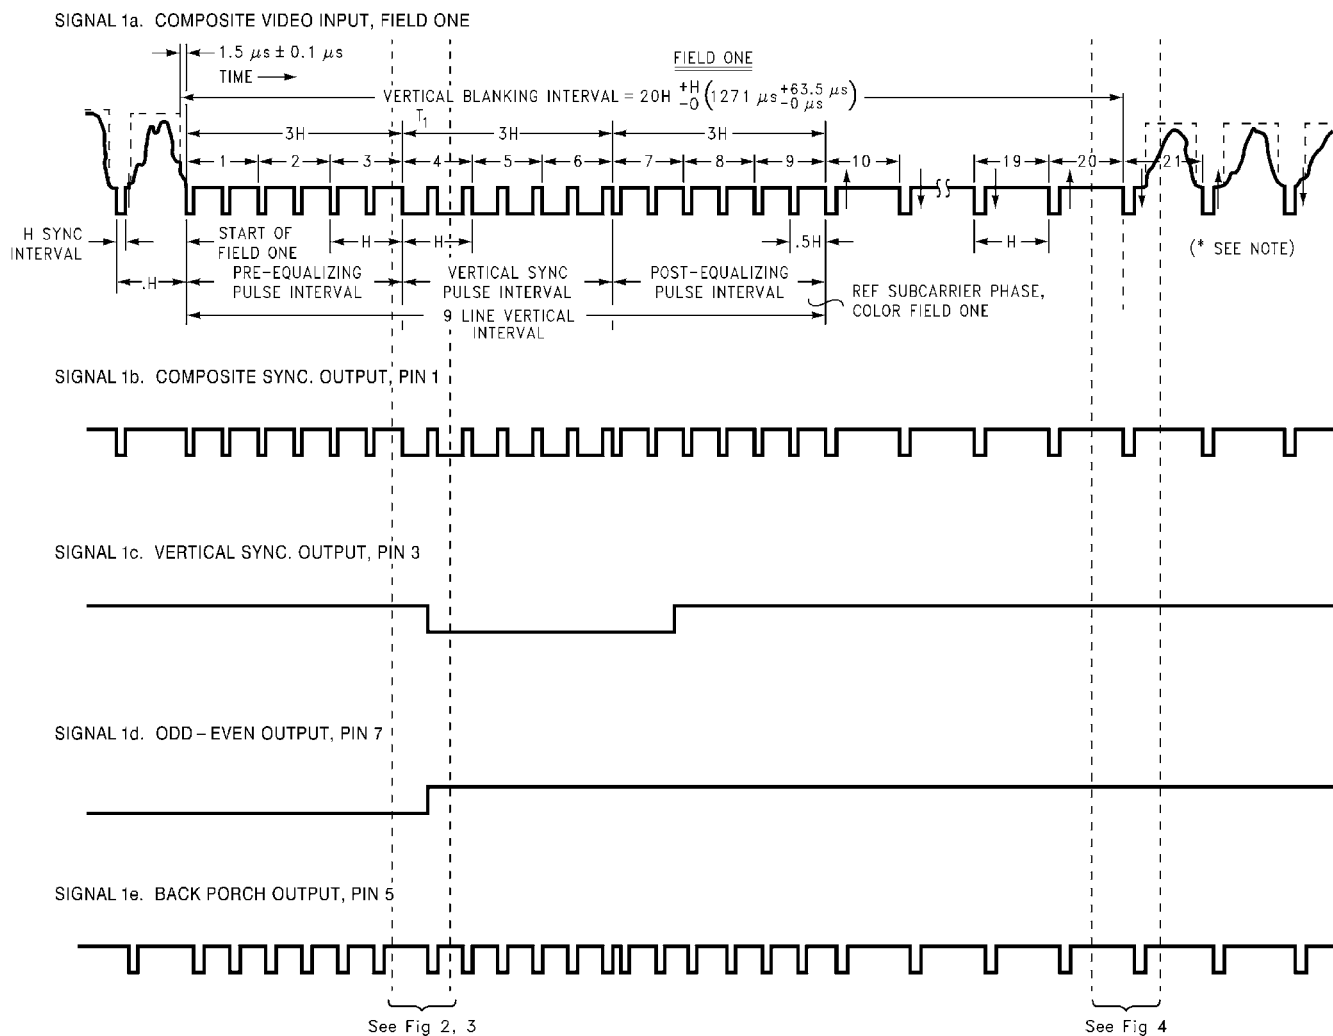 SIGNAL 1a. COMPOSITE VIDEO INPUT, FIELD ONE
1.5 µs ± 0.1 µs
TIME
FIELD ONE
VERTICAL BLANKING INTERVAL = 20H +H -0 (1271 µs +63.5 µs -0 µs)
T1
3H 3H 3H
1 2 3 4 5 6 7 8 9 10 19 20 21
H SYNC INTERVAL
START OF FIELD ONE
H H .5H H
(* SEE NOTE)
.H
PRE-EQUALIZING PULSE INTERVAL
VERTICAL SYNC PULSE INTERVAL
POST-EQUALIZING PULSE INTERVAL
REF SUBCARRIER PHASE, COLOR FIELD ONE
9 LINE VERTICAL INTERVAL
SIGNAL 1b. COMPOSITE SYNC. OUTPUT, PIN 1
SIGNAL 1c. VERTICAL SYNC. OUTPUT, PIN 3
SIGNAL 1d. ODD – EVEN OUTPUT, PIN 7
SIGNAL 1e. BACK PORCH OUTPUT, PIN 5
See Fig 2, 3
See Fig 4